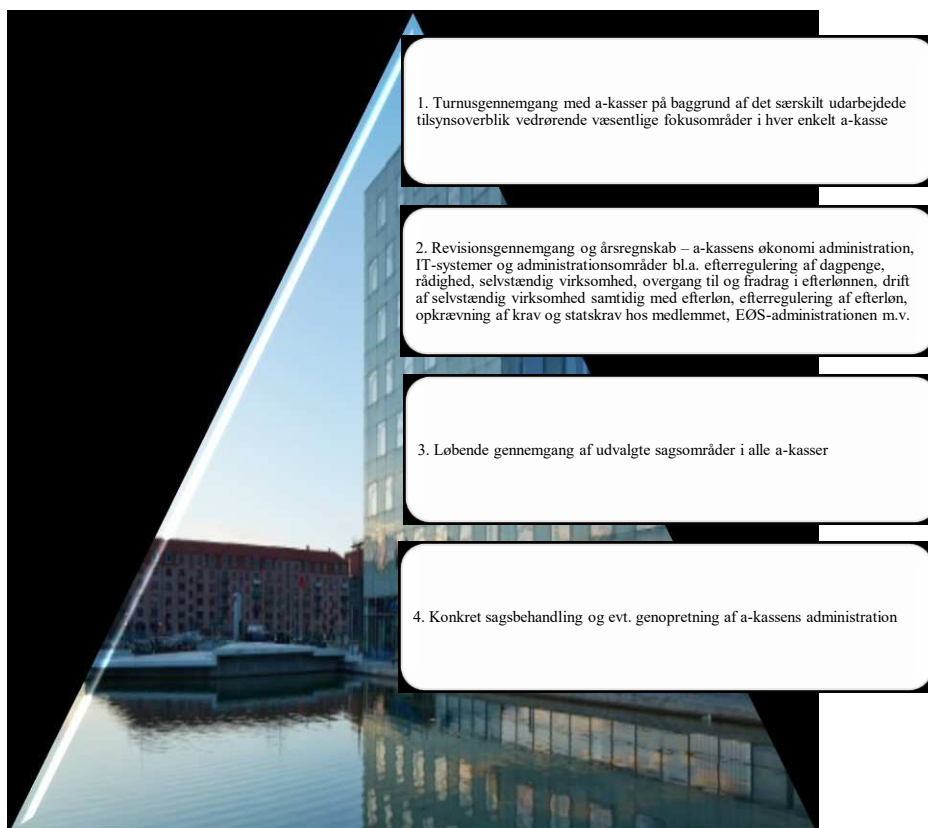 1. Turnusgennemgang med a-kasser på baggrund af det særskilt udarbejdede
tilsynsoverblik vedrørende væsentlige fokusområder i hver enkelt a-kasse
2. Revisionsgennemgang og årsregnskab – a-kassens økonomi administration,
IT-systemer og administrationsområder bl.a. efterregulering af dagpenge,
rådighed, selvstændig virksomhed, overgang til og fradrag i efterlønnen, drift
af selvstændig virksomhed samtidig med efterløn, efterregulering af efterløn,
opkrævning af krav og statskrav hos medlemmet, EØS-administrationen m.v.
3. Løbende gennemgang af udvalgte sagsområder i alle a-kasser
4. Konkret sagsbehandling og evt. genopretning af a-kassens administration